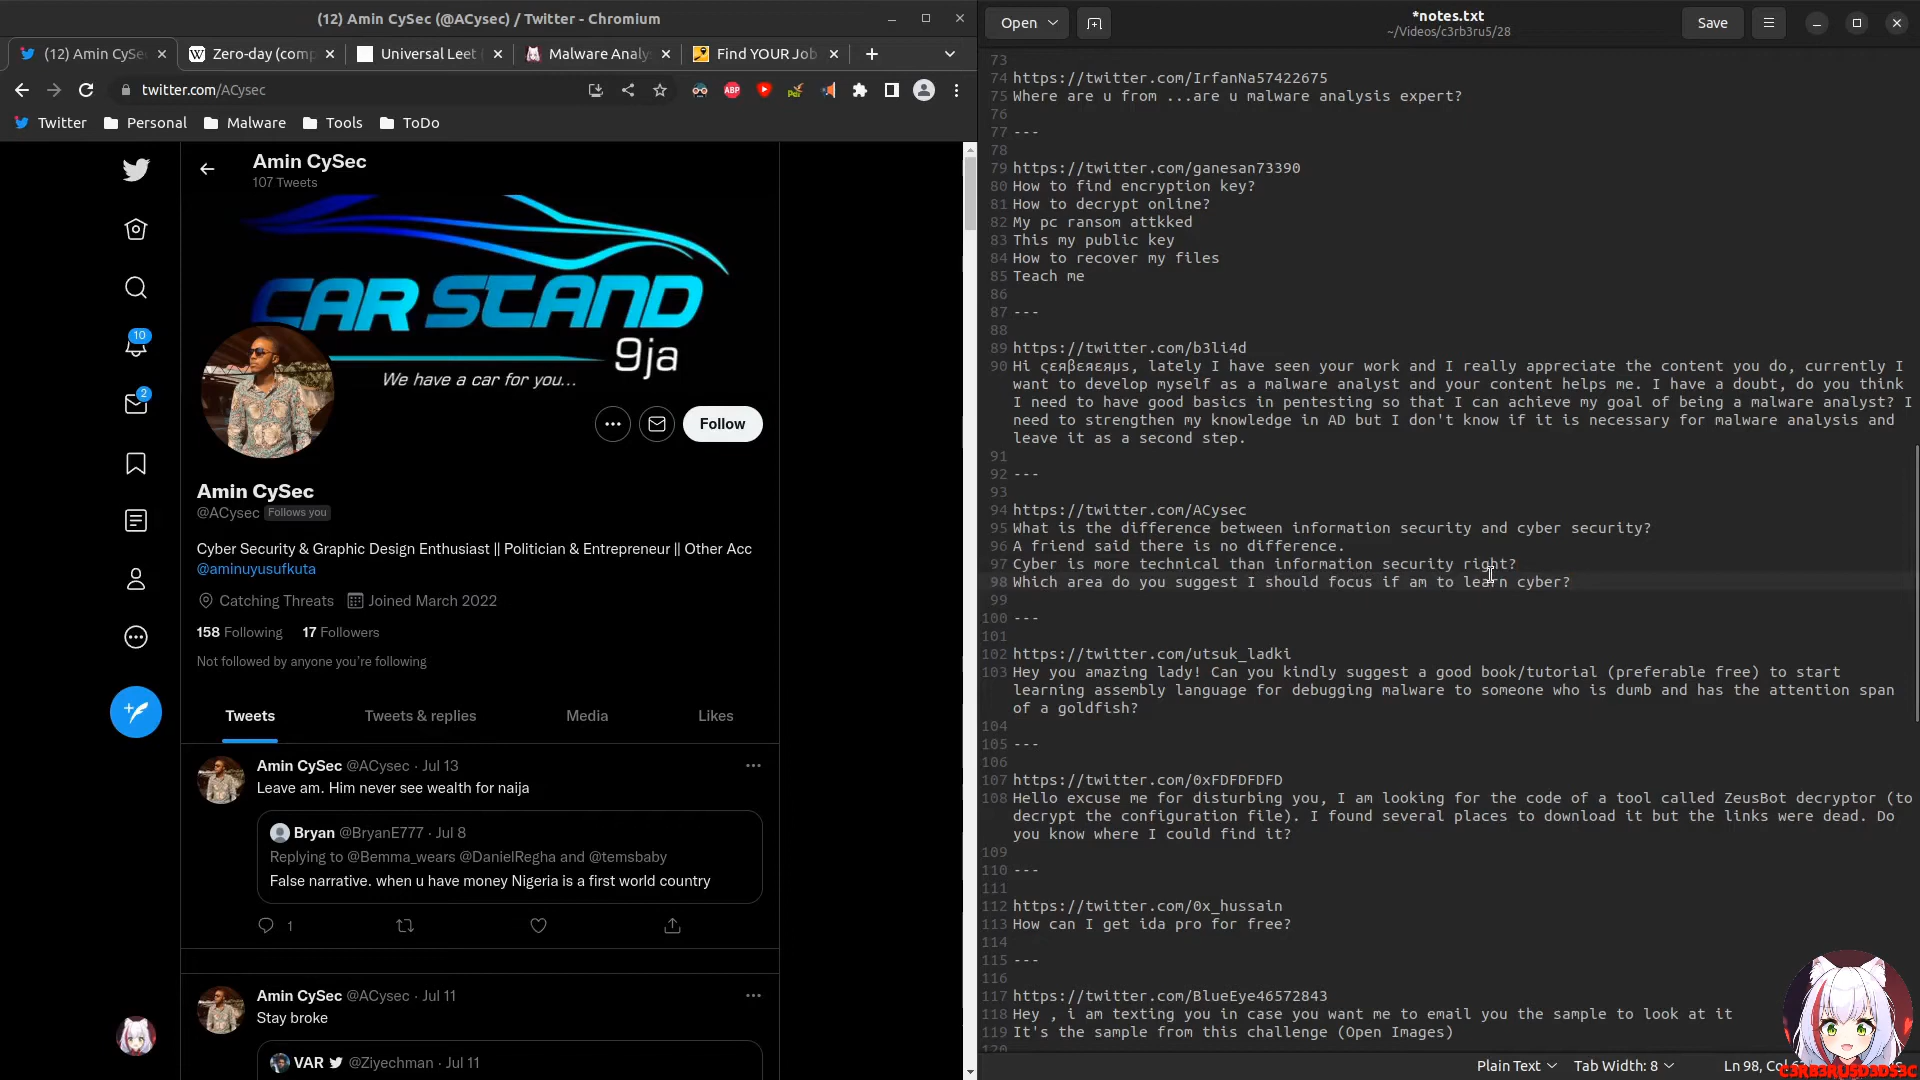 (12) Amin CySec (@ACysec) / Twitter - Chromium
(12) Amin CySe
Zero-day (comp
Universal Leet
Malware Analy
Find YOUR Job
twitter.com/ACysec
ABP
Twitter
Personal
Malware
Tools
ToDo
Amin CySec
107 Tweets
CAR STAND
9ja
We have a car for you...
10
2
Follow
Amin CySec
@ACysec Follows you
Cyber Security & Graphic Design Enthusiast || Politician & Entrepreneur || Other Acc
@aminuyusufkuta
Catching Threats Joined March 2022
158 Following 17 Followers
Not followed by anyone you're following
Tweets
Tweets & replies
Media
Likes
Amin CySec @ACysec · Jul 13
Leave am. Him never see wealth for naija
Bryan @BryanE777 · Jul 8
Replying to @Bemma_wears @DanielRegha and @temsbaby
False narrative. when u have money Nigeria is a first world country
1
Amin CySec @ACysec · Jul 11
Stay broke
VAR @Ziyechman · Jul 11
Open
*notes.txt
~/Videos/c3rb3ru5/28
Save
73
74 https://twitter.com/IrfanNa57422675
75 Where are u from ...are u malware analysis expert?
76
77 ---
78
79 https://twitter.com/ganesan73390
80 How to find encryption key?
81 How to decrypt online?
82 My pc ransom attkked
83 This my public key
84 How to recover my files
85 Teach me
86
87 ---
88
89 https://twitter.com/b3li4d
90 Hi ςεяβεяεяμs, lately I have seen your work and I really appreciate the content you do, currently I
want to develop myself as a malware analyst and your content helps me. I have a doubt, do you think
I need to have good basics in pentesting so that I can achieve my goal of being a malware analyst? I
need to strengthen my knowledge in AD but I don't know if it is necessary for malware analysis and
leave it as a second step.
91
92 ---
93
94 https://twitter.com/ACysec
95 What is the difference between information security and cyber security?
96 A friend said there is no difference.
97 Cyber is more technical than information security right?
98 Which area do you suggest I should focus if am to learn cyber?
99
100 ---
101
102 https://twitter.com/utsuk_ladki
103 Hey you amazing lady! Can you kindly suggest a good book/tutorial (preferable free) to start
learning assembly language for debugging malware to someone who is dumb and has the attention span
of a goldfish?
104
105 ---
106
107 https://twitter.com/0xFDFDFDFD
108 Hello excuse me for disturbing you, I am looking for the code of a tool called ZeusBot decryptor (to
decrypt the configuration file). I found several places to download it but the links were dead. Do
you know where I could find it?
109
110 ---
111
112 https://twitter.com/0x_hussain
113 How can I get ida pro for free?
114
115 ---
116
117 https://twitter.com/BlueEye46572843
118 Hey , i am texting you in case you want me to email you the sample to look at it
119 It's the sample from this challenge (Open Images)
120
Plain Text
Tab Width: 8
Ln 98, Col